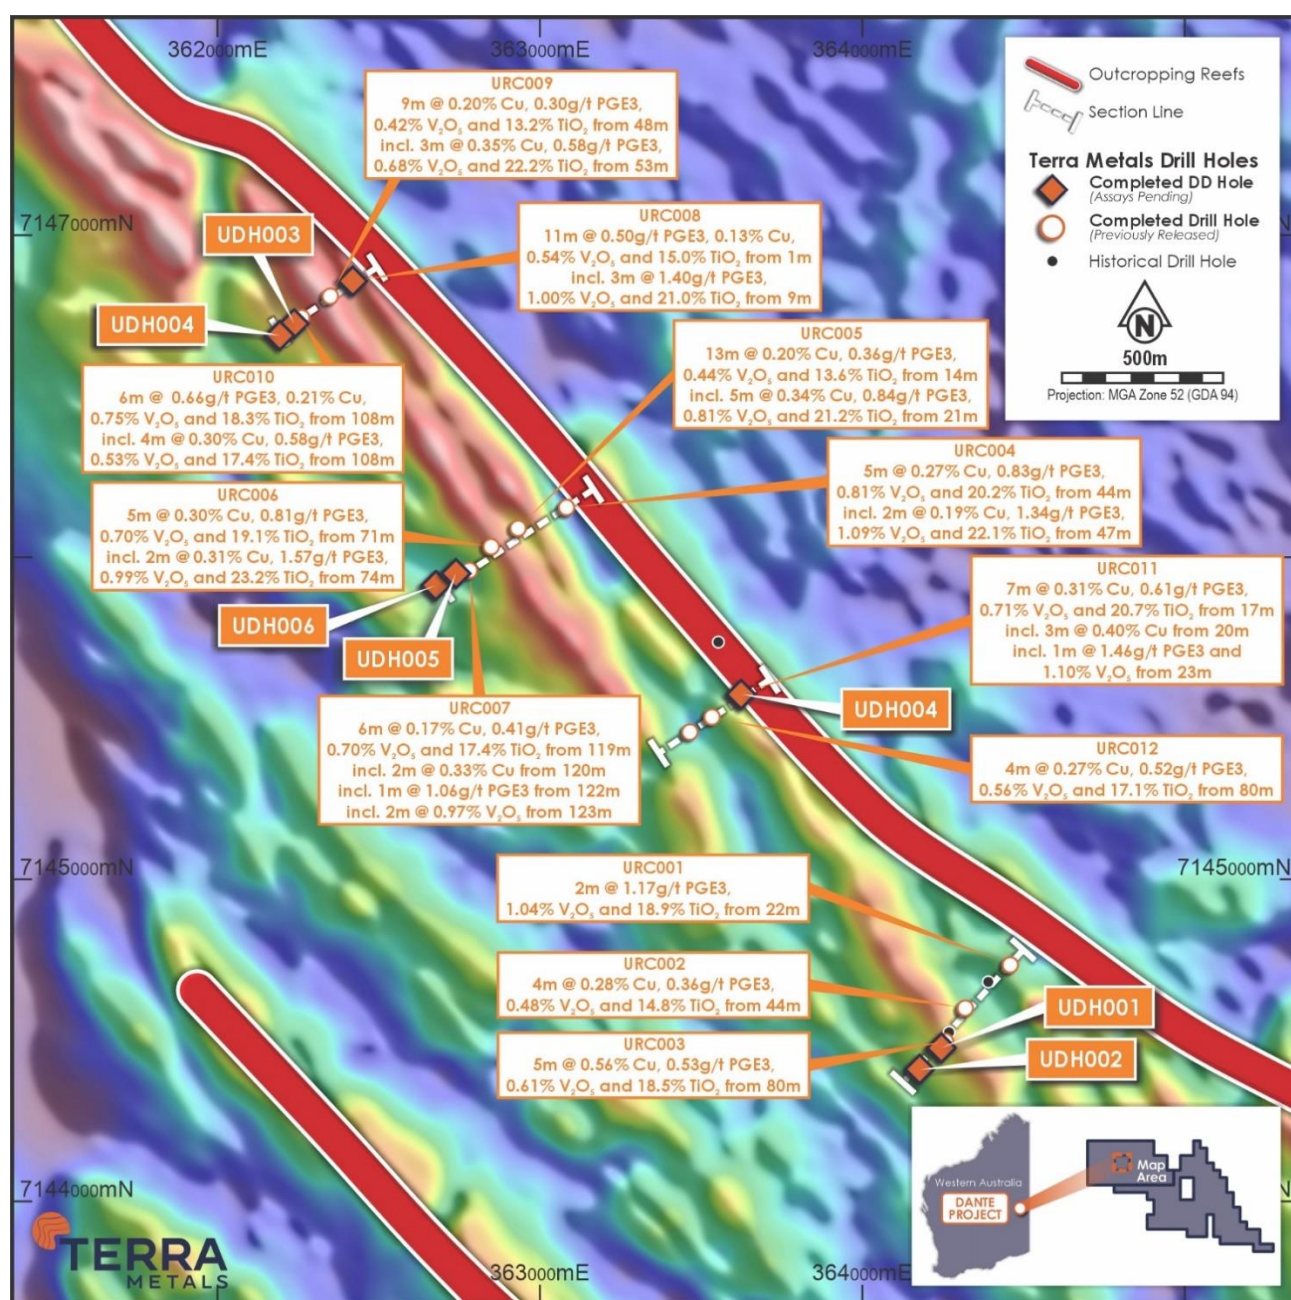 362000mE
363000mE
364000mE
URC009
9m @ 0.20% Cu, 0.30g/t PGE3,
0.42% V₂O₅ and 13.2% TiO₂ from 48m
incl. 3m @ 0.35% Cu, 0.58g/t PGE3,
0.68% V₂O₅ and 22.2% TiO₂ from 53m
Outcropping Reefs
Section Line
Terra Metals Drill Holes
Completed DD Hole
(Assays Pending)
Completed Drill Hole
(Previously Released)
Historical Drill Hole
N
500m
Projection: MGA Zone 52 (GDA 94)
7147000mN
UDH003
URC008
11m @ 0.50g/t PGE3, 0.13% Cu,
0.54% V₂O₅ and 15.0% TiO₂ from 1m
incl. 3m @ 1.40g/t PGE3,
1.00% V₂O₅ and 21.0% TiO₂ from 9m
UDH004
URC005
13m @ 0.20% Cu, 0.36g/t PGE3,
0.44% V₂O₅ and 13.6% TiO₂ from 14m
incl. 5m @ 0.34% Cu, 0.84g/t PGE3,
0.81% V₂O₅ and 21.2% TiO₂ from 21m
URC010
6m @ 0.66g/t PGE3, 0.21% Cu,
0.75% V₂O₅ and 18.3% TiO₂ from 108m
incl. 4m @ 0.30% Cu, 0.58g/t PGE3,
0.53% V₂O₅ and 17.4% TiO₂ from 108m
URC004
5m @ 0.27% Cu, 0.83g/t PGE3,
0.81% V₂O₅ and 20.2% TiO₂ from 44m
incl. 2m @ 0.19% Cu, 1.34g/t PGE3,
1.09% V₂O₅ and 22.1% TiO₂ from 47m
URC006
5m @ 0.30% Cu, 0.81g/t PGE3,
0.70% V₂O₅ and 19.1% TiO₂ from 71m
incl. 2m @ 0.31% Cu, 1.57g/t PGE3,
0.99% V₂O₅ and 23.2% TiO₂ from 74m
UDH006
UDH005
URC011
7m @ 0.31% Cu, 0.61g/t PGE3,
0.71% V₂O₅ and 20.7% TiO₂ from 17m
incl. 3m @ 0.40% Cu from 20m
incl. 1m @ 1.46g/t PGE3 and
1.10% V₂O₅ from 23m
UDH004
URC007
6m @ 0.17% Cu, 0.41g/t PGE3,
0.70% V₂O₅ and 17.4% TiO₂ from 119m
incl. 2m @ 0.33% Cu from 120m
incl. 1m @ 1.06g/t PGE3 from 122m
incl. 2m @ 0.97% V₂O₅ from 123m
URC012
4m @ 0.27% Cu, 0.52g/t PGE3,
0.56% V₂O₅ and 17.1% TiO₂ from 80m
7145000mN
7145000mN
URC001
2m @ 1.17g/t PGE3,
1.04% V₂O₅ and 18.9% TiO₂ from 22m
URC002
4m @ 0.28% Cu, 0.36g/t PGE3,
0.48% V₂O₅ and 14.8% TiO₂ from 44m
UDH001
URC003
5m @ 0.56% Cu, 0.53g/t PGE3,
0.61% V₂O₅ and 18.5% TiO₂ from 80m
UDH002
7144000mN
Western Australia
DANTE
PROJECT
Map
Area
TERRA
METALS
363000mE
364000mE